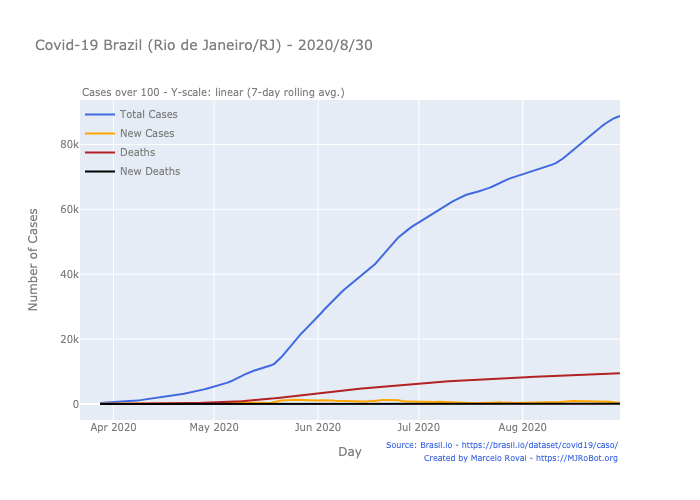 Covid-19 Brazil (Rio de Janeiro/RJ) - 2020/8/30
Cases over 100 - Y-scale: linear (7-day rolling avg.)
Total Cases
New Cases
Deaths
New Deaths
Number of Cases
80k
60k
40k
20k
0
Apr 2020
May 2020
Jun 2020
Jul 2020
Aug 2020
Day
Source: Brasil.io - https://brasil.io/dataset/covid19/caso/
Created by Marcelo Rovai - https://MJRoBot.org